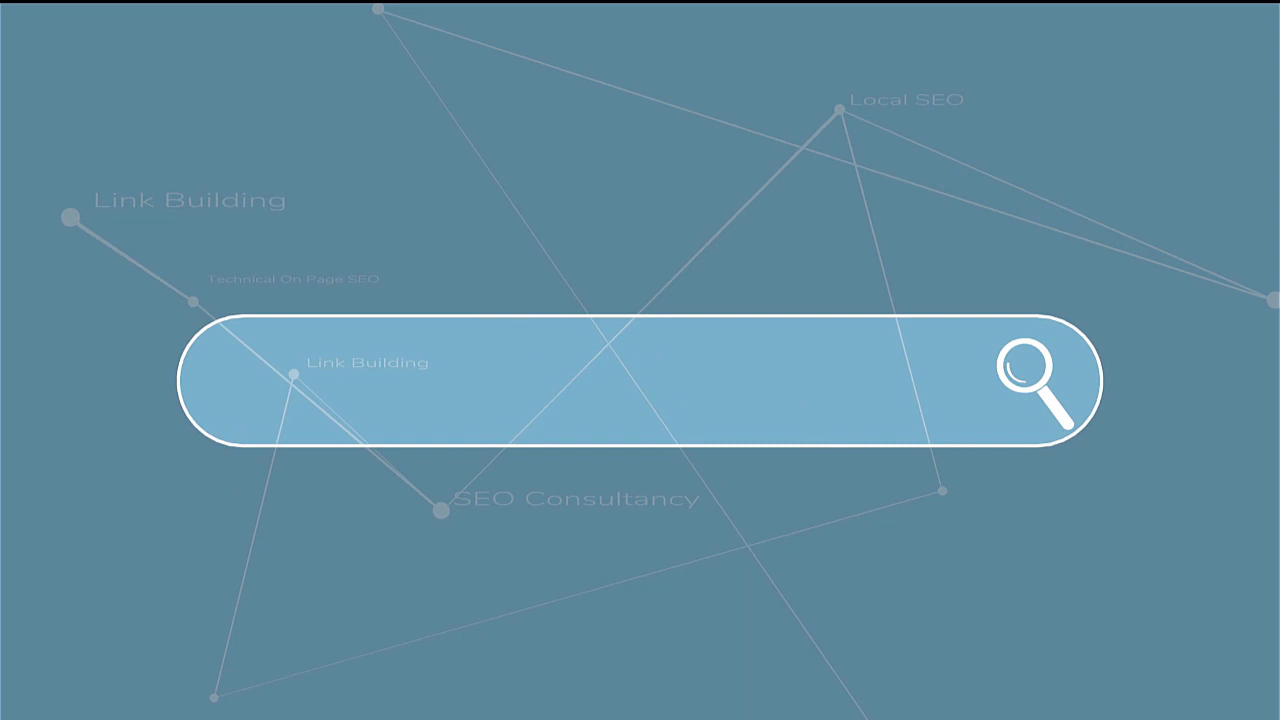 Local SEO
Link Building
Technical On-Page SEO
Link Building
SEO Consultancy